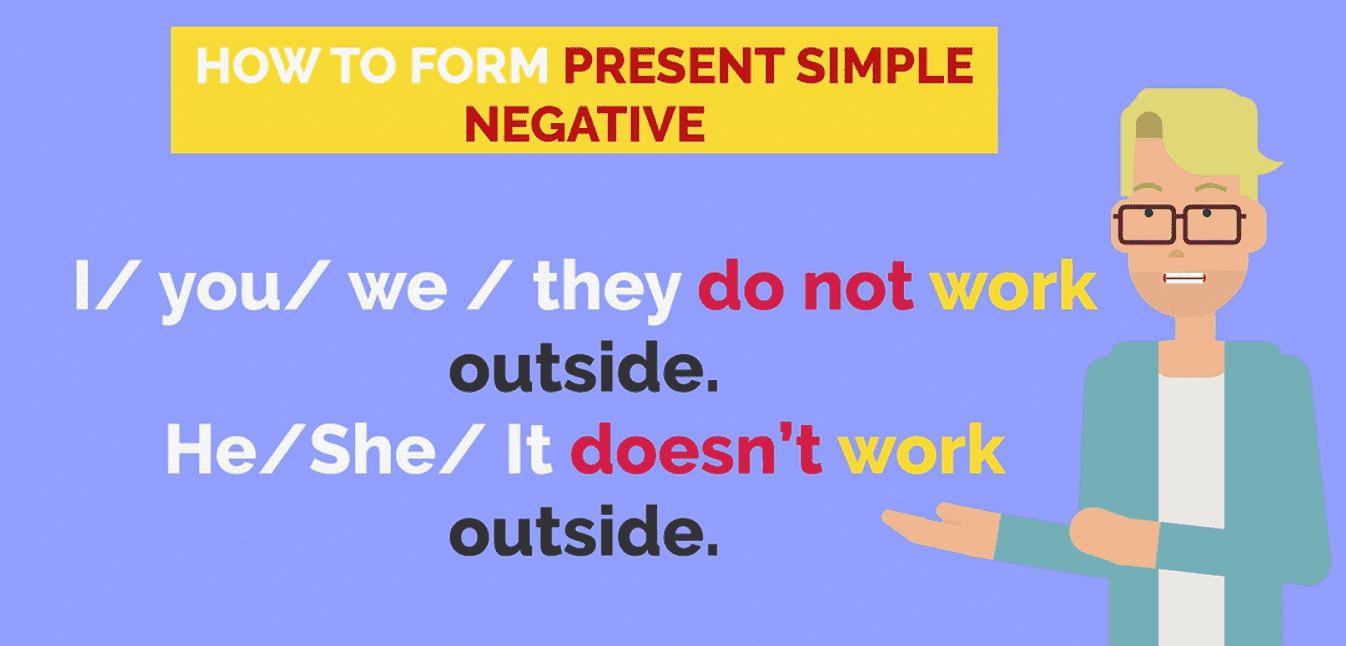 HOW TO FORM PRESENT SIMPLE
NEGATIVE
I/ you/ we / they do not work
outside.
He/She/ It doesn't work
outside.